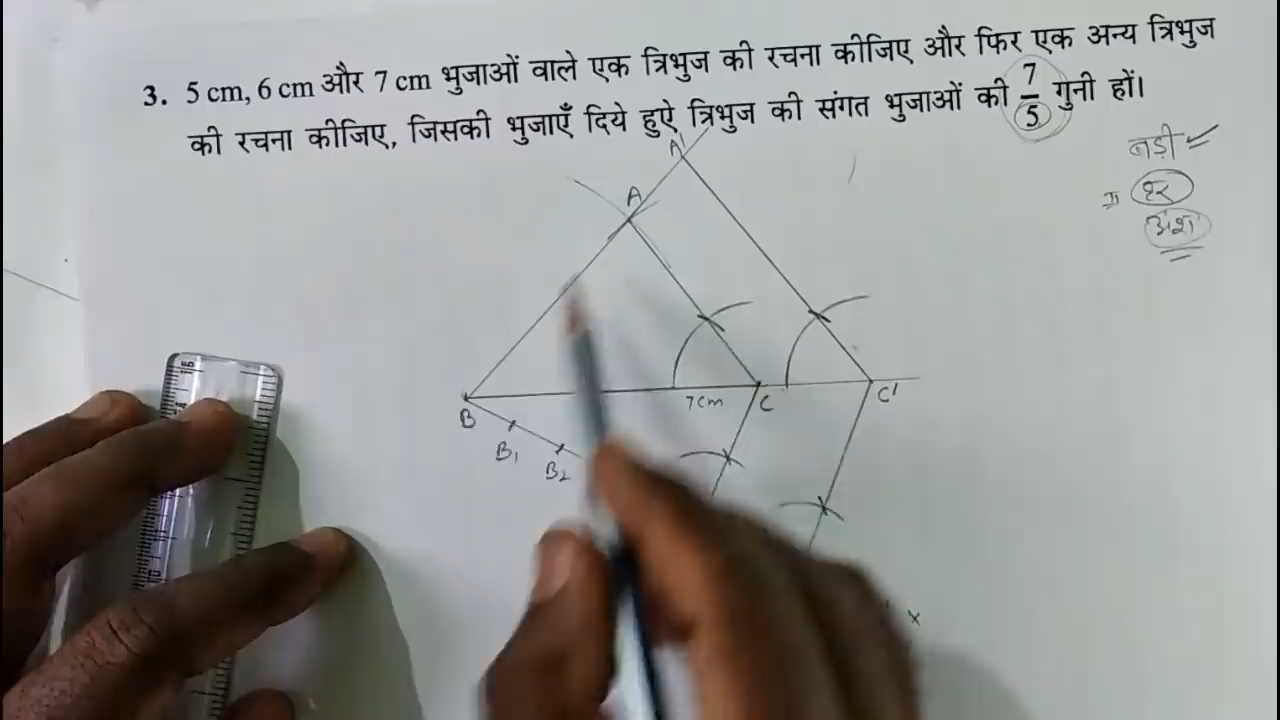 3. 5 cm, 6 cm और 7 cm भुजाओं वाले एक त्रिभुज की रचना कीजिए और फिर एक अन्य त्रिभुज
की रचना कीजिए, जिसकी भुजाएँ दिये हुऐ त्रिभुज की संगत भुजाओं की 7/5 गुनी हों।
बड़ी
हर
अंश
A'
A
B
7cm
C
C'
B1
B2
x